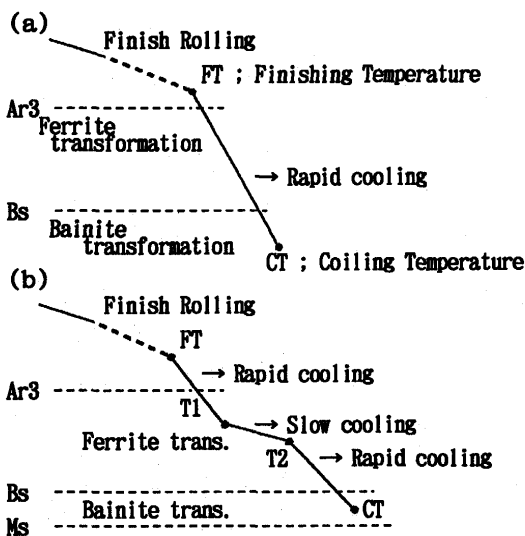 (a)
Finish Rolling
FT ; Finishing Temperature
Ar3
Ferrite
transformation
→ Rapid cooling
Bs
Bainite
transformation
CT ; Coiling Temperature
(b)
Finish Rolling
FT
→ Rapid cooling
Ar3
T1
→ Slow cooling
Ferrite trans.
T2
→ Rapid cooling
Bs
Bainite trans.
CT
Ms